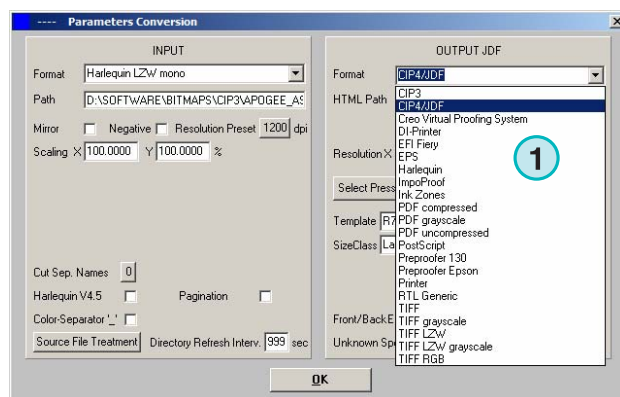 ---- Parameters Conversion
INPUT
Format Harlequin LZW mono
Path D:\SOFTWARE\BITMAPS\CIP3\APOGEE_AS
Mirror Negative Resolution Preset 1200 dpi
Scaling X 100.0000 Y 100.0000 %
Cut Sep. Names 0
Harlequin V4.5 Pagination
Color-Separator '_'
Source File Treatment Directory Refresh Interv. 999 sec
OUTPUT JDF
Format CIP4/JDF
HTML Path
Resolution X
Select Press
Template R7
SizeClass La
Front/Back
Unknown Sp
CIP3
CIP4/JDF
Creo Virtual Proofing System
DI-Printer
EFI Fiery
EPS
Harlequin
ImpoProof
Ink Zones
PDF compressed
PDF grayscale
PDF uncompressed
PostScript
Preproofer 130
Preproofer Epson
Printer
RTL Generic
TIFF
TIFF grayscale
TIFF LZW
TIFF LZW grayscale
TIFF RGB
1
OK